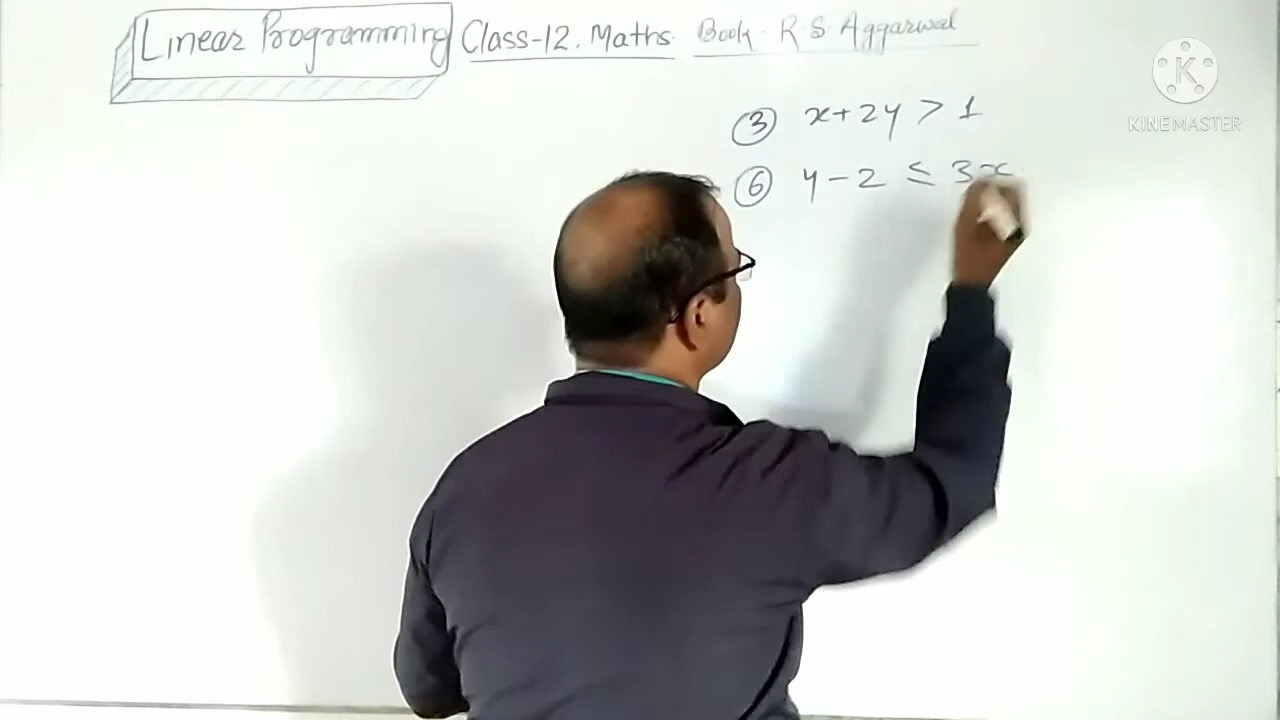 Linear Programming Class-12. Maths. Book - R.S. Aggarwal
③ x+2y > 1
⑥ y-2 ≤ 3x
K
KINEMASTER